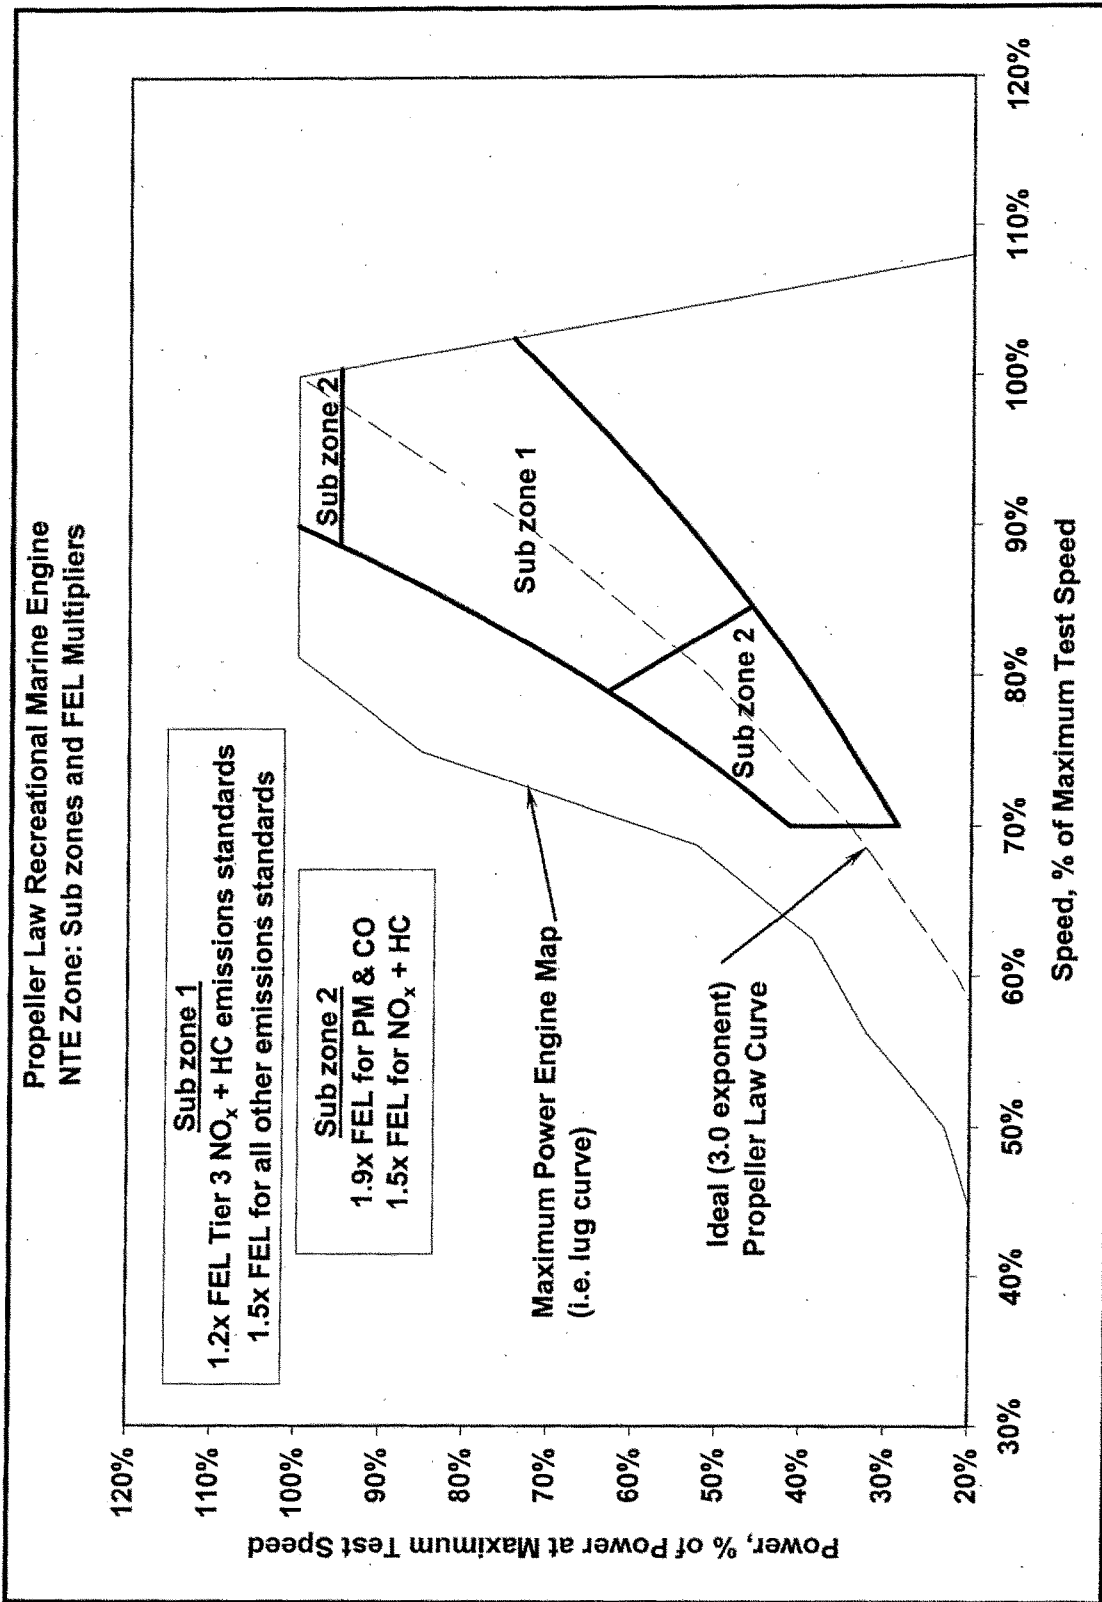 Propeller Law Recreational Marine Engine
NTE Zone: Sub zones and FEL Multipliers
Sub zone 1
1.2x FEL Tier 3 NOx + HC emissions standards
1.5x FEL for all other emissions standards
Sub zone 2
1.9x FEL for PM & CO
1.5x FEL for NOx + HC
Maximum Power Engine Map
(i.e. lug curve)
Ideal (3.0 exponent)
Propeller Law Curve
Sub zone 2
Sub zone 1
Sub zone 2
Power, % of Power at Maximum Test Speed
120%
110%
100%
90%
80%
70%
60%
50%
40%
30%
20%
30%
40%
50%
60%
70%
80%
90%
100%
110%
120%
Speed, % of Maximum Test Speed